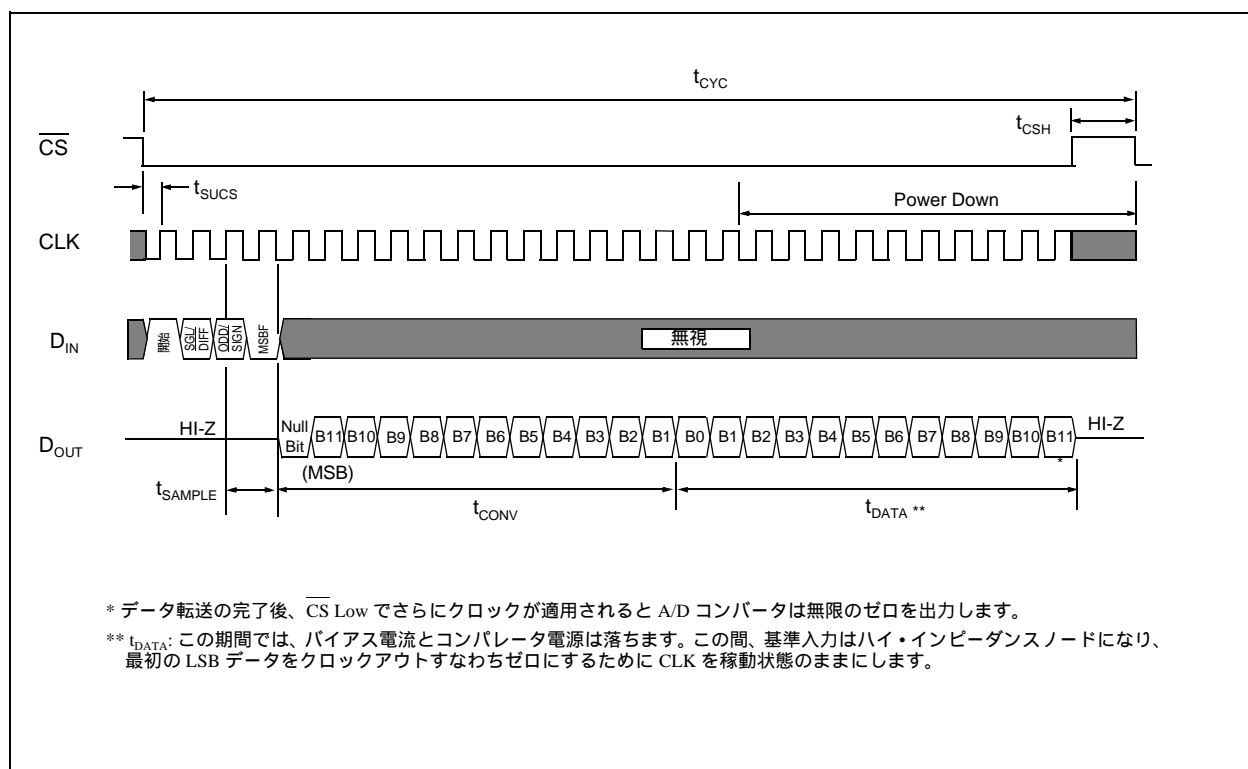 tCYC
tCSH
CS
tSUCS
Power Down
CLK
DIN
開始
SGL/
DIFF
ODD/
SIGN
MSBF
無視
HI-Z
DOUT
Null
Bit
B11 B10 B9 B8 B7 B6 B5 B4 B3 B2 B1 B0 B1 B2 B3 B4 B5 B6 B7 B8 B9 B10 B11
*
HI-Z
(MSB)
tSAMPLE
tCONV
tDATA **
* データ転送の完了後、CS Low でさらにクロックが適用されると A/D コンバータは無限のゼロを出力します。
** tDATA: この期間では、バイアス電流とコンパレータ電源は落ちます。この間、基準入力はハイ・インピーダンスノードになり、
最初の LSB データをクロックアウトすなわちゼロにするために CLK を稼動状態のままにします。